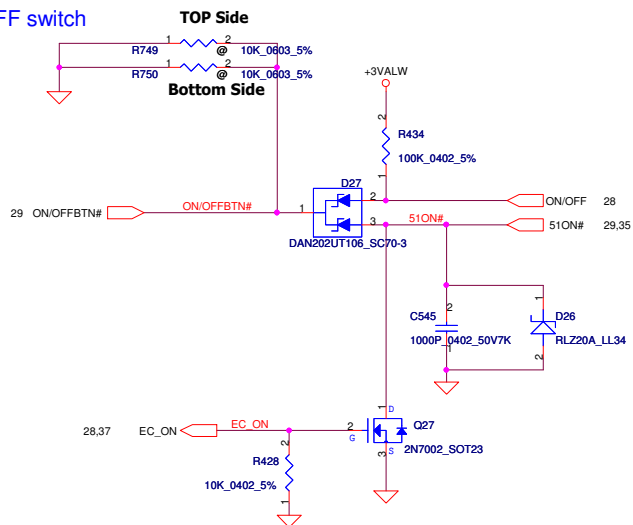 FF switch
TOP Side
1 2
R749 @ 10K_0603_5%
1 2
R750 @ 10K_0603_5%
Bottom Side
+3VALW
2
R434
100K_0402_5%
1
D27
29 ON/OFFBTN# ON/OFFBTN# 1 2 ON/OFF 28
3 51ON# 51ON# 29,35
DAN202UT106_SC70-3
2 1
C545 D26
1000P_0402_50V7K RLZ20A_LL34
1 2
1 D
28,37 EC_ON EC_ON 2 G Q27
2N7002_SOT23
3 S
2
R428
10K_0402_5%
1